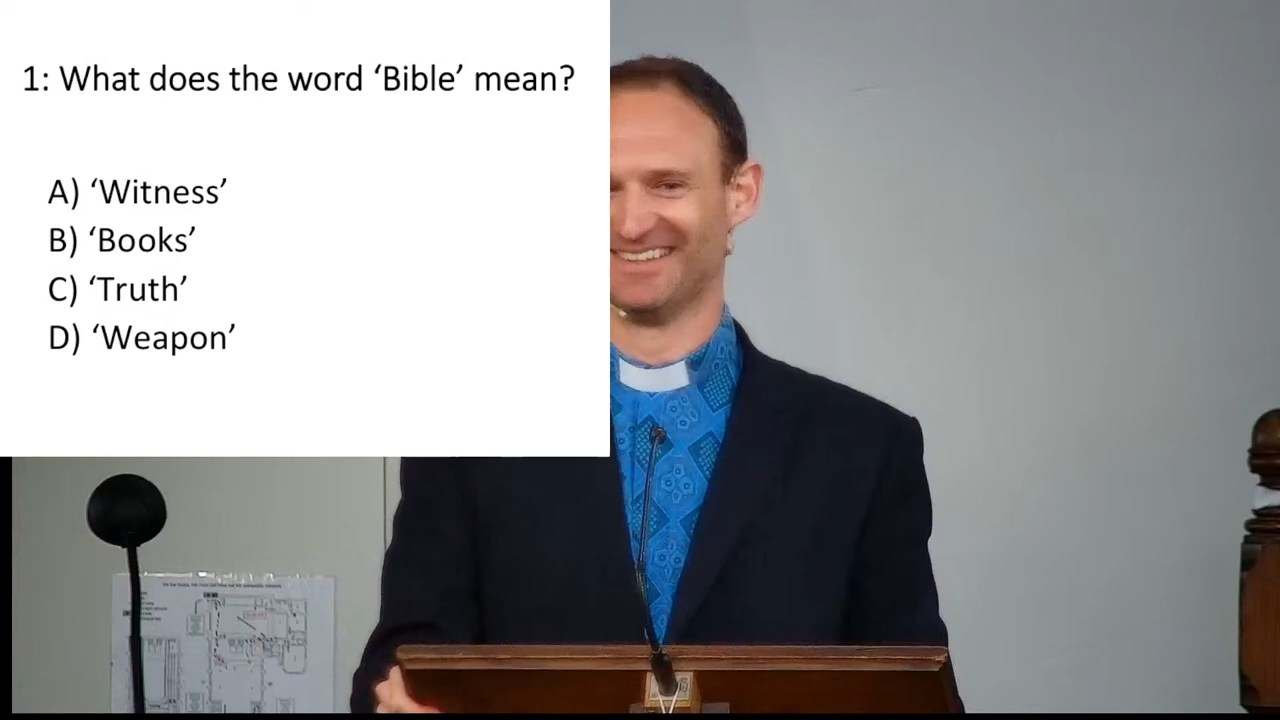 1: What does the word ‘Bible’ mean?
A) ‘Witness’
B) ‘Books’
C) ‘Truth’
D) ‘Weapon’